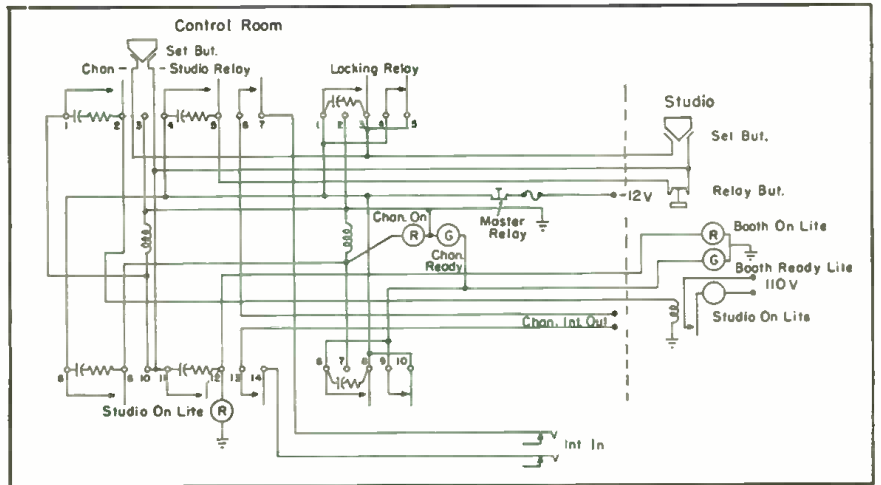 Control Room
Set But.
Chan - Studio Relay
Locking Relay
Studio
1 2 3 4 5 6 7
1 2 3 4 5
Set But.
-12V
Relay But.
Master Relay
Chan. On
R G
Chan. Ready
R
Booth On Lite
G
Booth Ready Lite
110V
Studio On Lite
Chan. Int. Out
8 9 10 11 12 13 14
6 7 8 9 10
Studio On Lite
R
Int In